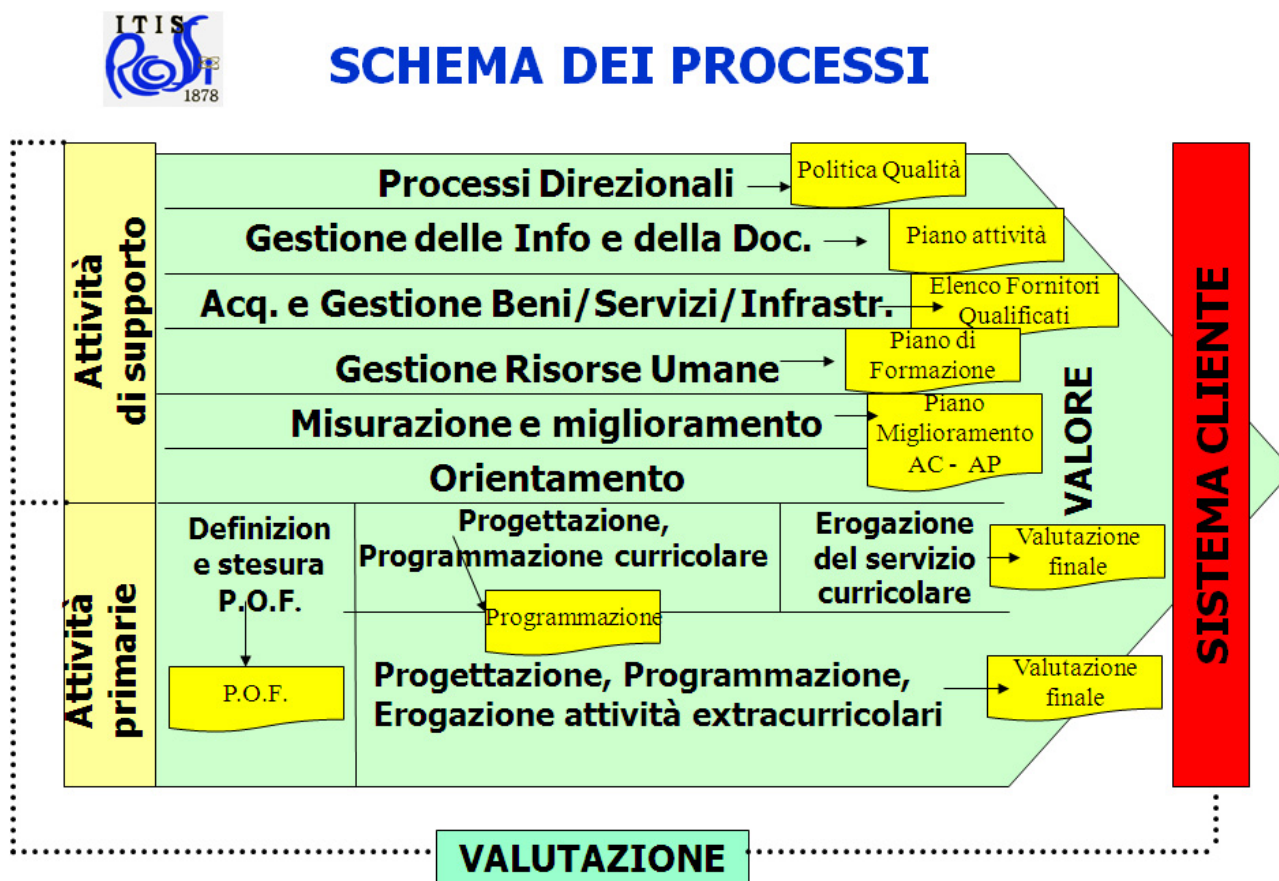 ITIS
ROSSI
1878
SCHEMA DEI PROCESSI
Attività
di supporto
Processi Direzionali
Politica Qualità
Gestione delle Info e della Doc.
Piano attività
Acq. e Gestione Beni/Servizi/Infrastr.
Elenco Fornitori
Qualificati
Gestione Risorse Umane
Piano di
Formazione
Misurazione e miglioramento
Piano
Miglioramento
AC - AP
Orientamento
VALORE
SISTEMA CLIENTE
Attività
primarie
Definizion
e stesura
P.O.F.
P.O.F.
Progettazione,
Programmazione curricolare
Programmazione
Erogazione
del servizio
curricolare
Valutazione
finale
Progettazione, Programmazione,
Erogazione attività extracurricolari
Valutazione
finale
VALUTAZIONE